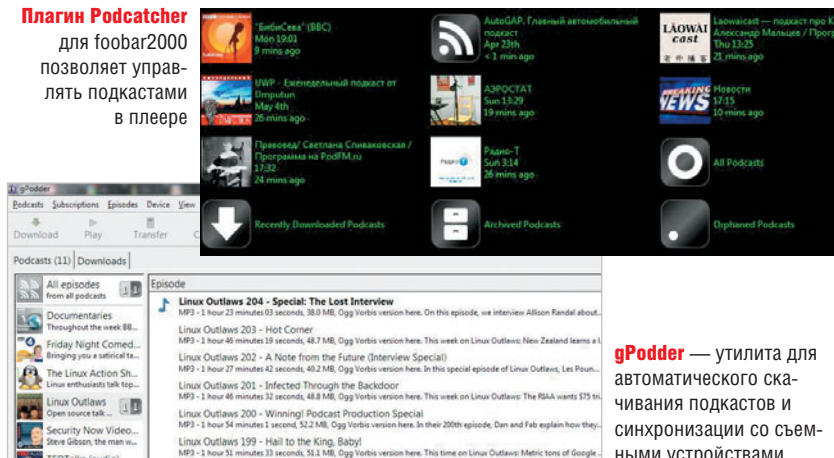 Плагин Podcatcher
для foobar2000
позволяет управ-
лять подкастами
в плеере
"БибиСева" (BBC)
Mon 19:01
9 mins ago
AutoGAP. Главный автомобильный
подкаст
Apr 23th
< 1 min ago
LǍOWÀI
cast
Laowaicast — подкаст про К
Александр Мальцев / Прог
Thu 13:25
21 mins ago
UWP - Еженедельный подкаст от
Umputun
May 4th
26 mins ago
АЭРОСТАТ
Sun 13:29
19 mins ago
BREAKING
NEWS
Новости
17:15
10 mins ago
Правовед/ Светлана Спиваковская /
Программа на PodFM.ru
17:32
24 mins ago
Радио-Т
Sun 3:14
26 mins ago
All Podcasts
Recently Downloaded Podcasts
Archived Podcasts
Orphaned Podcasts
gPodder
Podcasts Subscriptions Episodes Device View
Download Play Transfer C
Podcasts (11) Downloads
All episodes
from all podcasts
1 1
Documentaries
Throughout the week BB...
Friday Night Comed...
Bringing you a satirical ta...
The Linux Action Sh...
Linux enthusiasts talk top...
Linux Outlaws
Open source talk ...
1 1
Security Now Video...
Steve Gibson, the man w...
TEDTalks (audio)
Episode
Linux Outlaws 204 - Special: The Lost Interview
MP3 - 1 hour 23 minutes 03 seconds, 38.0 MB, Ogg Vorbis version here. On this episode, we interview Allison Randal about...
Linux Outlaws 203 - Hot Corner
MP3 - 1 hour 46 minutes 19 seconds, 48.7 MB, Ogg Vorbis version here. This week on Linux Outlaws: New Zealand learns a l...
Linux Outlaws 202 - A Note from the Future (Interview Special)
MP3 - 1 hour 27 minutes 42 seconds, 40.2 MB, Ogg Vorbis version here. In this special episode of Linux Outlaws, Les Poun...
Linux Outlaws 201 - Infected Through the Backdoor
MP3 - 1 hour 46 minutes 32 seconds, 48.8 MB, Ogg Vorbis version here. This week on Linux Outlaws: The RIAA wants $75 tri...
Linux Outlaws 200 - Winning! Podcast Production Special
MP3 - 1 hour 54 minutes 1 second, 52.2 MB, Ogg Vorbis version here. In their 200th episode, Dan and Fab explain how they...
Linux Outlaws 199 - Hail to the King, Baby!
MP3 - 1 hour 51 minutes 33 seconds, 51.1 MB, Ogg Vorbis version here. This time on Linux Outlaws: Metric tons of Google ...
gPodder — утилита для
автоматического ска-
чивания подкастов и
синхронизации со съем-
ными устройствами